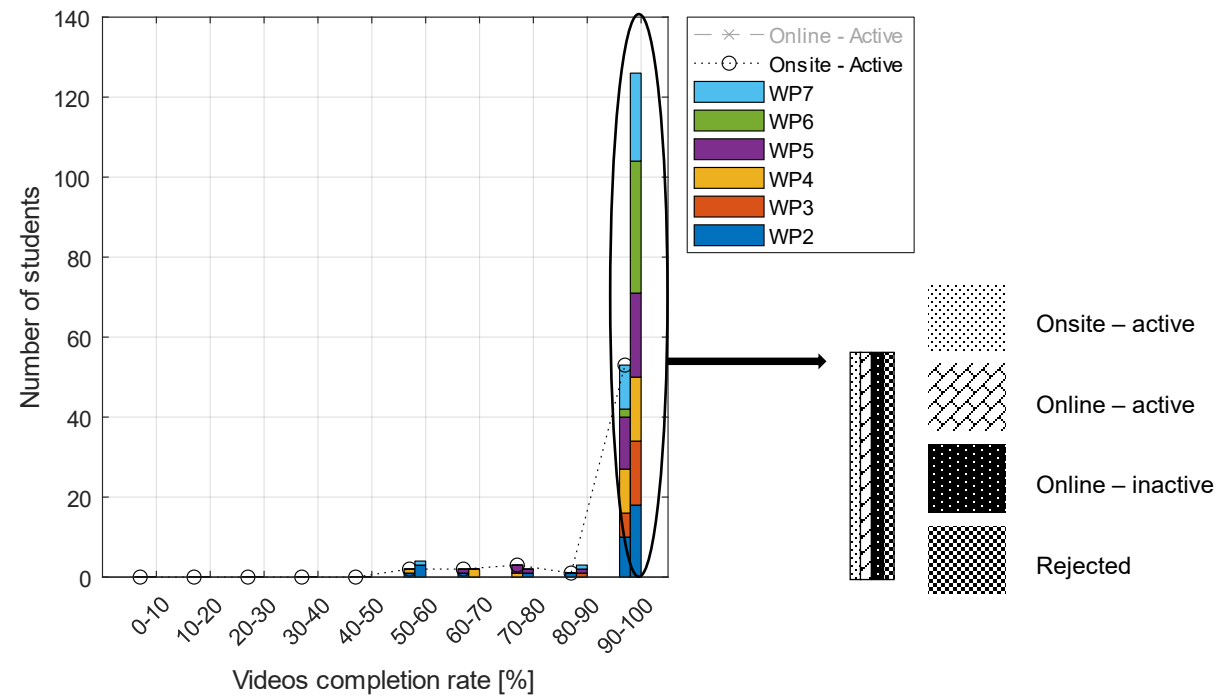 140
120
100
80
60
40
20
0
Number of students
0-10
10-20
20-30
30-40
40-50
50-60
60-70
70-80
80-90
90-100
Videos completion rate [%]
Online - Active
Onsite - Active
WP7
WP6
WP5
WP4
WP3
WP2
Onsite – active
Online – active
Online – inactive
Rejected